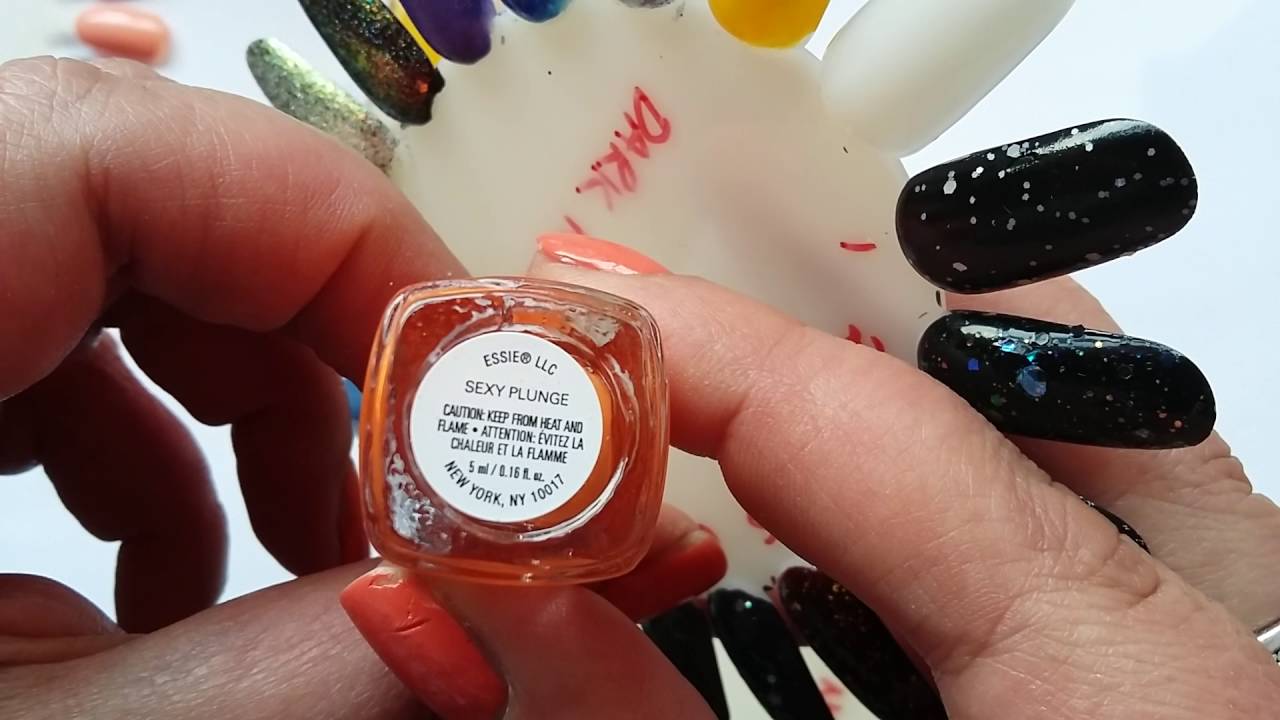 DARK
ESSIE® LLC
SEXY PLUNGE
CAUTION: KEEP FROM HEAT AND
FLAME • ATTENTION: ÉVITEZ LA
CHALEUR ET LA FLAMME
5 ml / 0.16 fl. oz.
NEW YORK, NY 10017